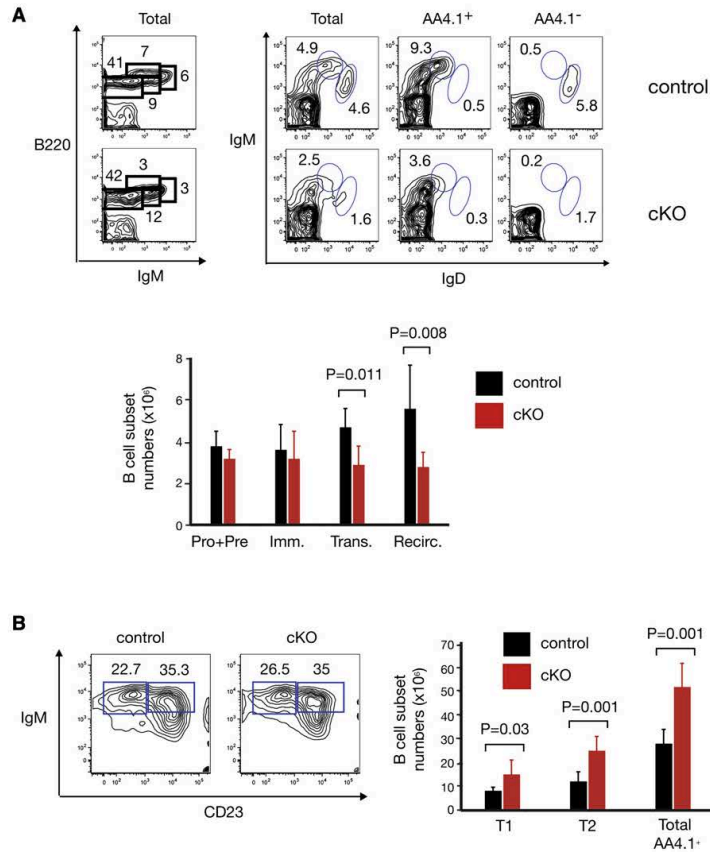 A
Total
Total
AA4.1+
AA4.1-
41
7
6
9
4.9
4.6
9.3
0.5
0.5
5.8
control
B220
IgM
42
3
3
12
2.5
1.6
3.6
0.3
0.2
1.7
cKO
IgM
IgD
B cell subset
numbers (x10⁶)
8
6
4
2
0
P=0.011
P=0.008
control
cKO
Pro+Pre
Imm.
Trans.
Recirc.
B
control
cKO
22.7
35.3
26.5
35
IgM
CD23
B cell subset
numbers (x10⁶)
70
60
50
40
30
20
10
0
control
cKO
P=0.03
P=0.001
P=0.001
T1
T2
Total
AA4.1+